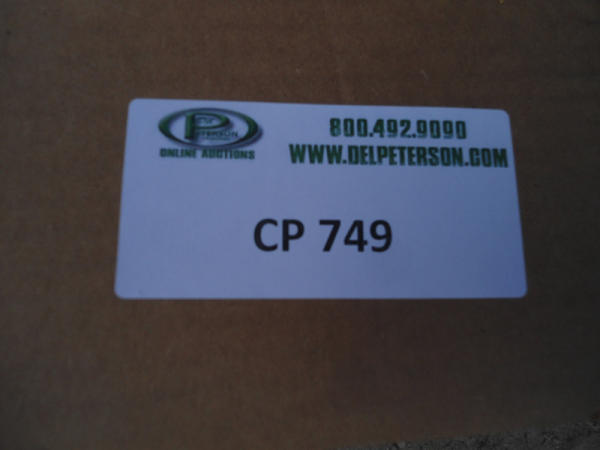 PETERSON
ONLINE AUCTIONS
800.492.9090
WWW.DELPETERSON.COM
CP 749